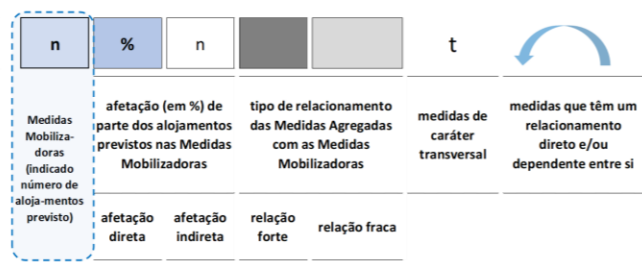 n
%
n
t
Medidas
Mobiliza-
doras
(indicado
número de
aloja-mentos
previsto)
afetação (em %) de
parte dos alojamentos
previstos nas Medidas
Mobilizadoras
tipo de relacionamento
das Medidas Agregadas
com as Medidas
Mobilizadoras
medidas de
caráter
transversal
medidas que têm um
relacionamento
direto e/ou
dependente entre si
afetação
direta
afetação
indireta
relação
forte
relação fraca